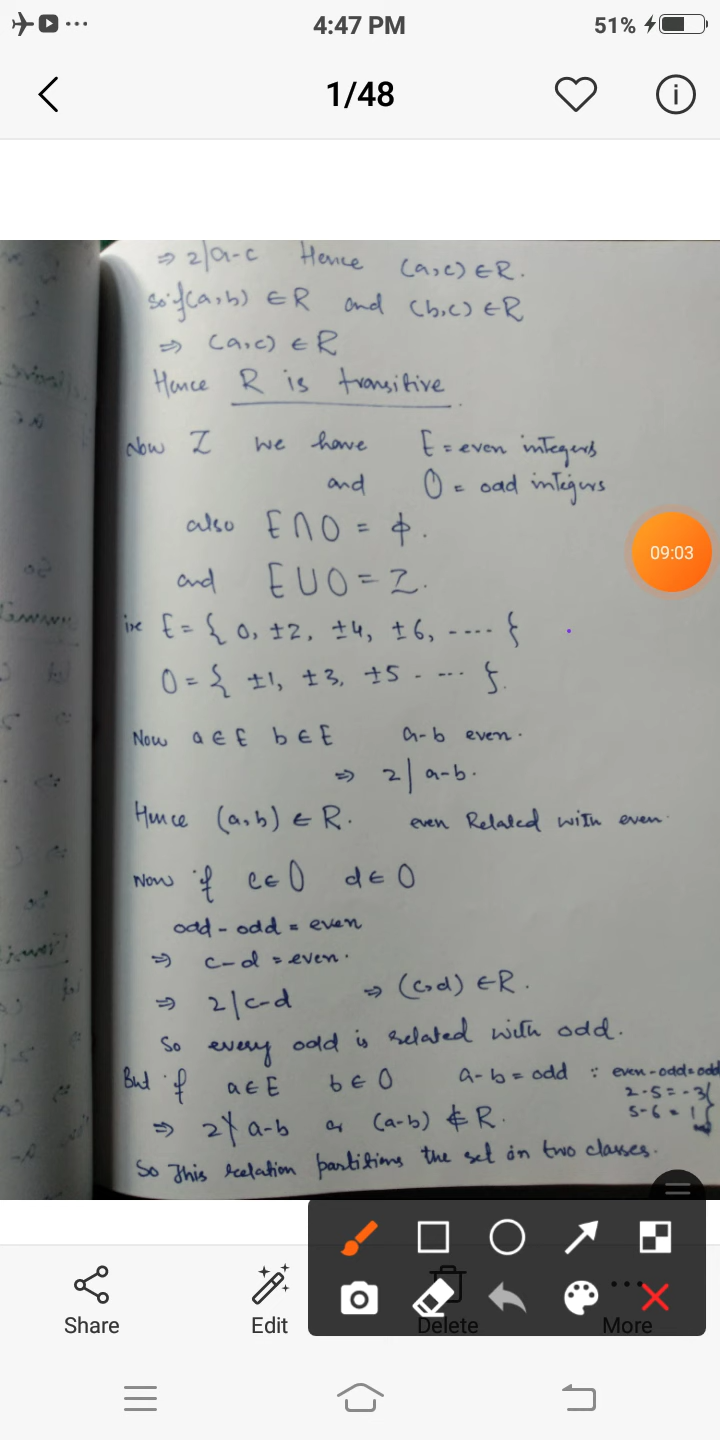 4:47 PM
51%
1/48
⇒ 2|a-c Hence (a,c) ∈ R.
So if (a,b) ∈ R and (b,c) ∈ R
⇒ (a,c) ∈ R
Hence R is transitive
Now Z we have E = even integers
and O = odd integers
also E ∩ O = ϕ.
and E ∪ O = Z.
ie E = { 0, ±2, ±4, ±6, ---- }
O = { ±1, ±3, ±5 - --- }.
Now a ∈ E b ∈ E a-b even.
⇒ 2| a-b.
Hence (a,b) ∈ R. even Related with even.
Now if c ∈ O d ∈ O
odd - odd = even
⇒ c-d = even.
⇒ 2|c-d ⇒ (c,d) ∈ R.
So every odd is related with odd.
But if a ∈ E b ∈ O a-b = odd ∵ even-odd=odd
2-5 = -3
5-6 = 1
⇒ 2∤ a-b or (a-b) ∉ R.
So This relation partitions the set in two classes.
09:03
Share
Edit
Delete
More